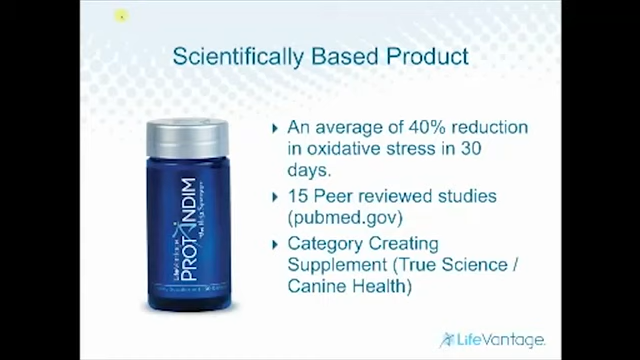 Scientifically Based Product
An average of 40% reduction
in oxidative stress in 30
days.
15 Peer reviewed studies
(pubmed.gov)
Category Creating
Supplement (True Science /
Canine Health)
LifeVantage
PROTANDIM
LifeVantage.